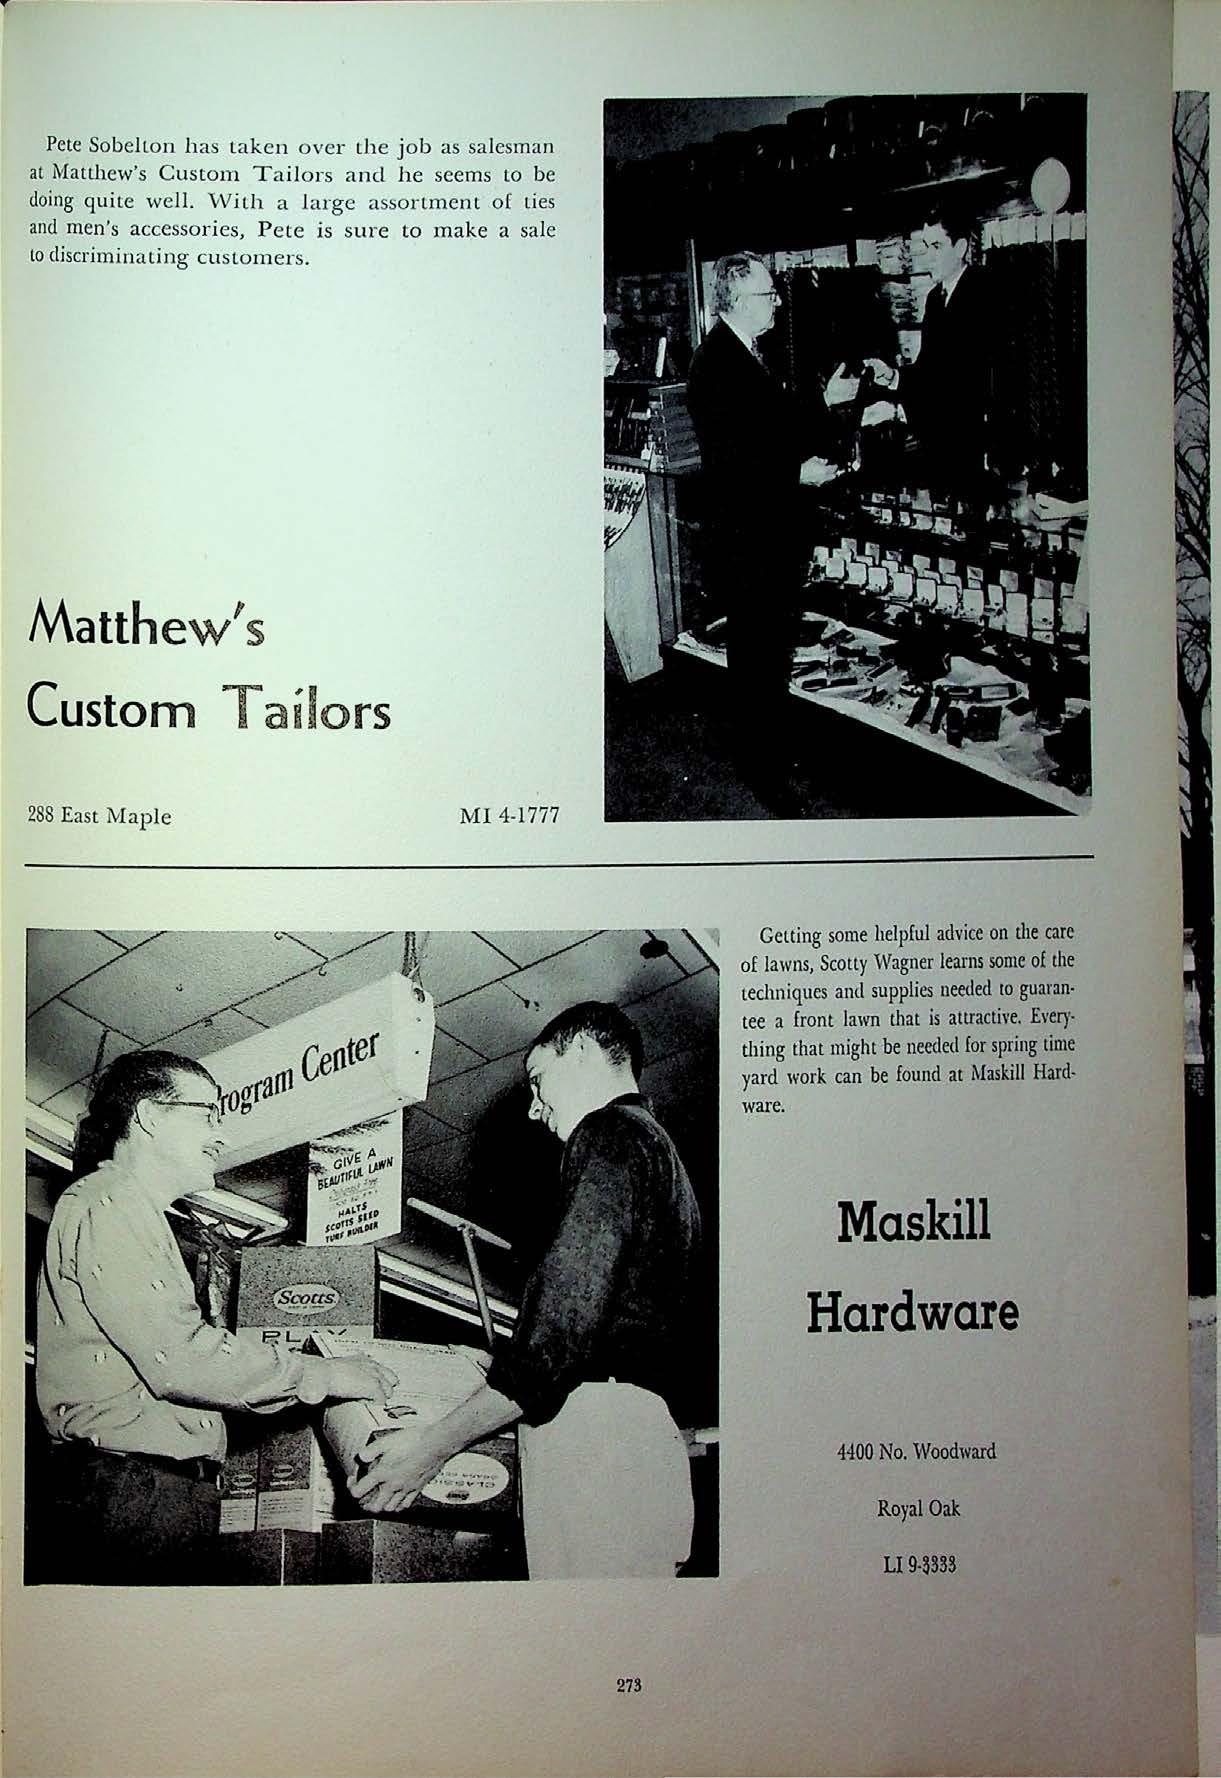 Pete Sobelton has taken over the job as salesman
at Matthew's Custom Tailors and he seems to be
doing quite well. With a large assortment of ties
and men's accessories, Pete is sure to make a sale
to discriminating customers.
Matthew's
Custom Tailors
288 East Maple MI 4-1777
Program Center
GIVE A
BEAUTIFUL LAWN
HALTS
SCOTTS SEED
TURF BUILDER
Scotts
PLAY
CLASSIC
Getting some helpful advice on the care
of lawns, Scotty Wagner learns some of the
techniques and supplies needed to guaran-
tee a front lawn that is attractive. Every-
thing that might be needed for spring time
yard work can be found at Maskill Hard-
ware.
Maskill
Hardware
4400 No. Woodward
Royal Oak
LI 9-3333
273